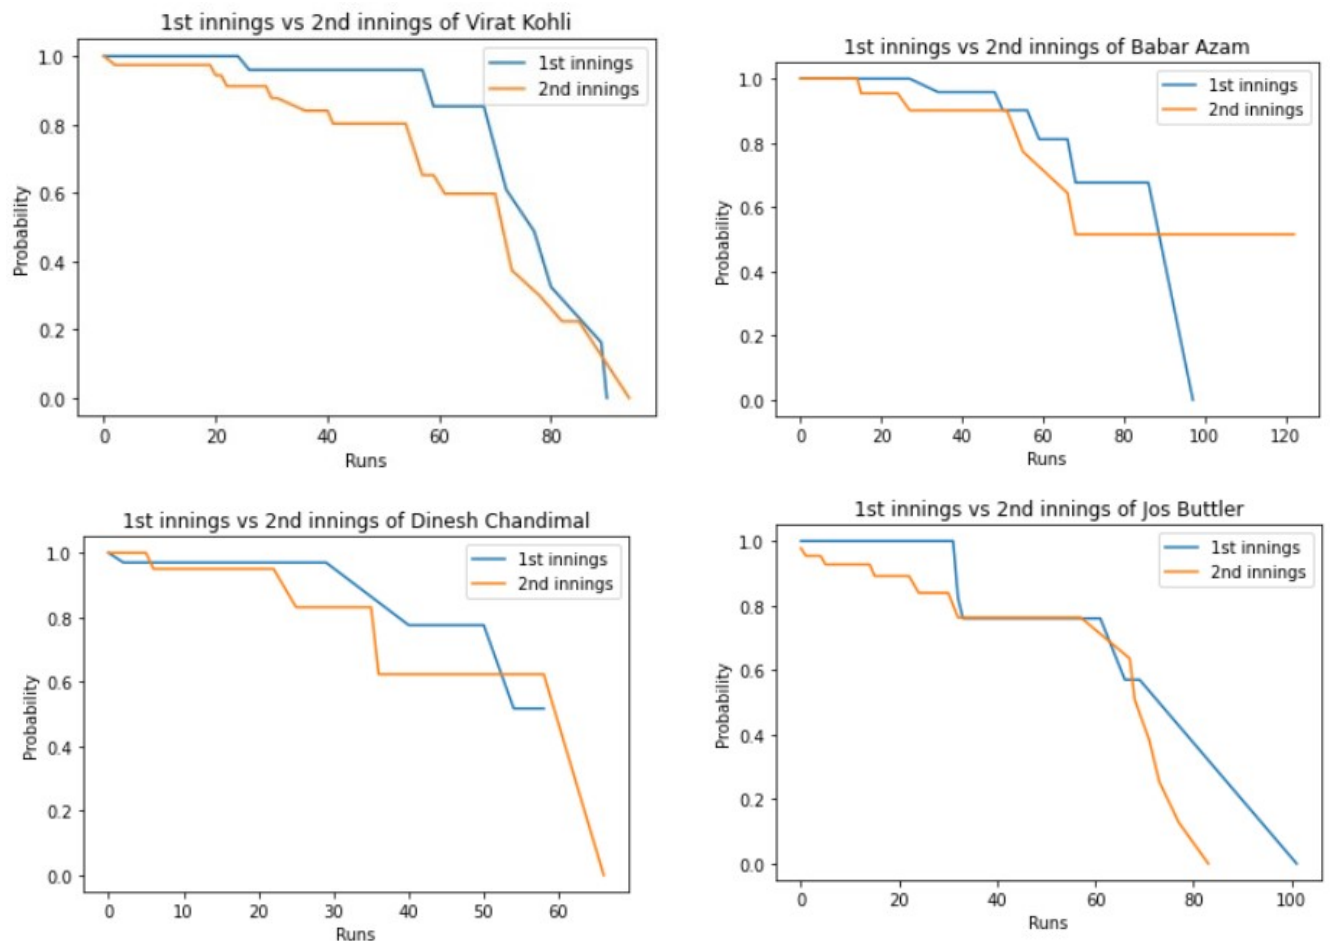 1st innings vs 2nd innings of Virat Kohli
1st innings
2nd innings
Probability
1.0
0.8
0.6
0.4
0.2
0.0
0 20 40 60 80
Runs
1st innings vs 2nd innings of Babar Azam
1st innings
2nd innings
Probability
1.0
0.8
0.6
0.4
0.2
0.0
0 20 40 60 80 100 120
Runs
1st innings vs 2nd innings of Dinesh Chandimal
1st innings
2nd innings
Probability
1.0
0.8
0.6
0.4
0.2
0.0
0 10 20 30 40 50 60
Runs
1st innings vs 2nd innings of Jos Buttler
1st innings
2nd innings
Probability
1.0
0.8
0.6
0.4
0.2
0.0
0 20 40 60 80 100
Runs